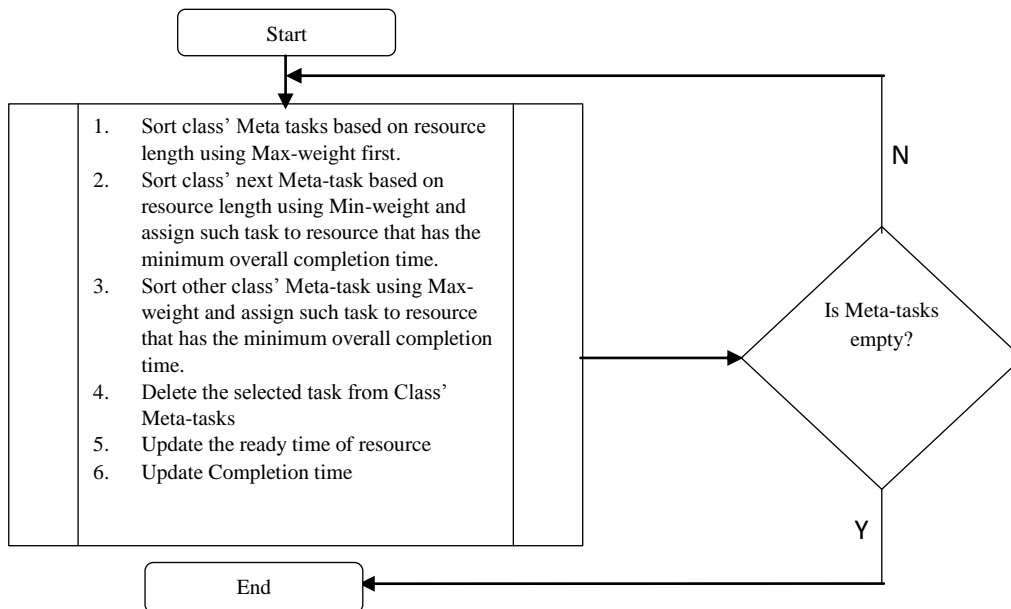 Start
1. Sort class’ Meta tasks based on resource
length using Max-weight first.
2. Sort class’ next Meta-task based on
resource length using Min-weight and
assign such task to resource that has the
minimum overall completion time.
3. Sort other class’ Meta-task using Max-
weight and assign such task to resource
that has the minimum overall completion
time.
4. Delete the selected task from Class’
Meta-tasks
5. Update the ready time of resource
6. Update Completion time
N
Is Meta-tasks
empty?
Y
End